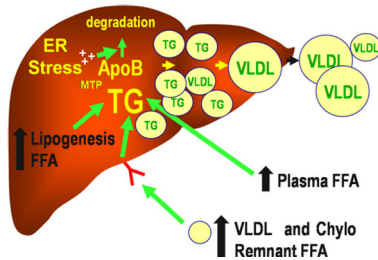 degradation
ER
Stress
++
++
ApoB
MTP
TG
TG
TG
TG
VLDL
TG
TG
TG
VLDL
VLDL
VLDL
VLDL
Lipogenesis
FFA
Plasma FFA
VLDL and Chylo
Remnant FFA